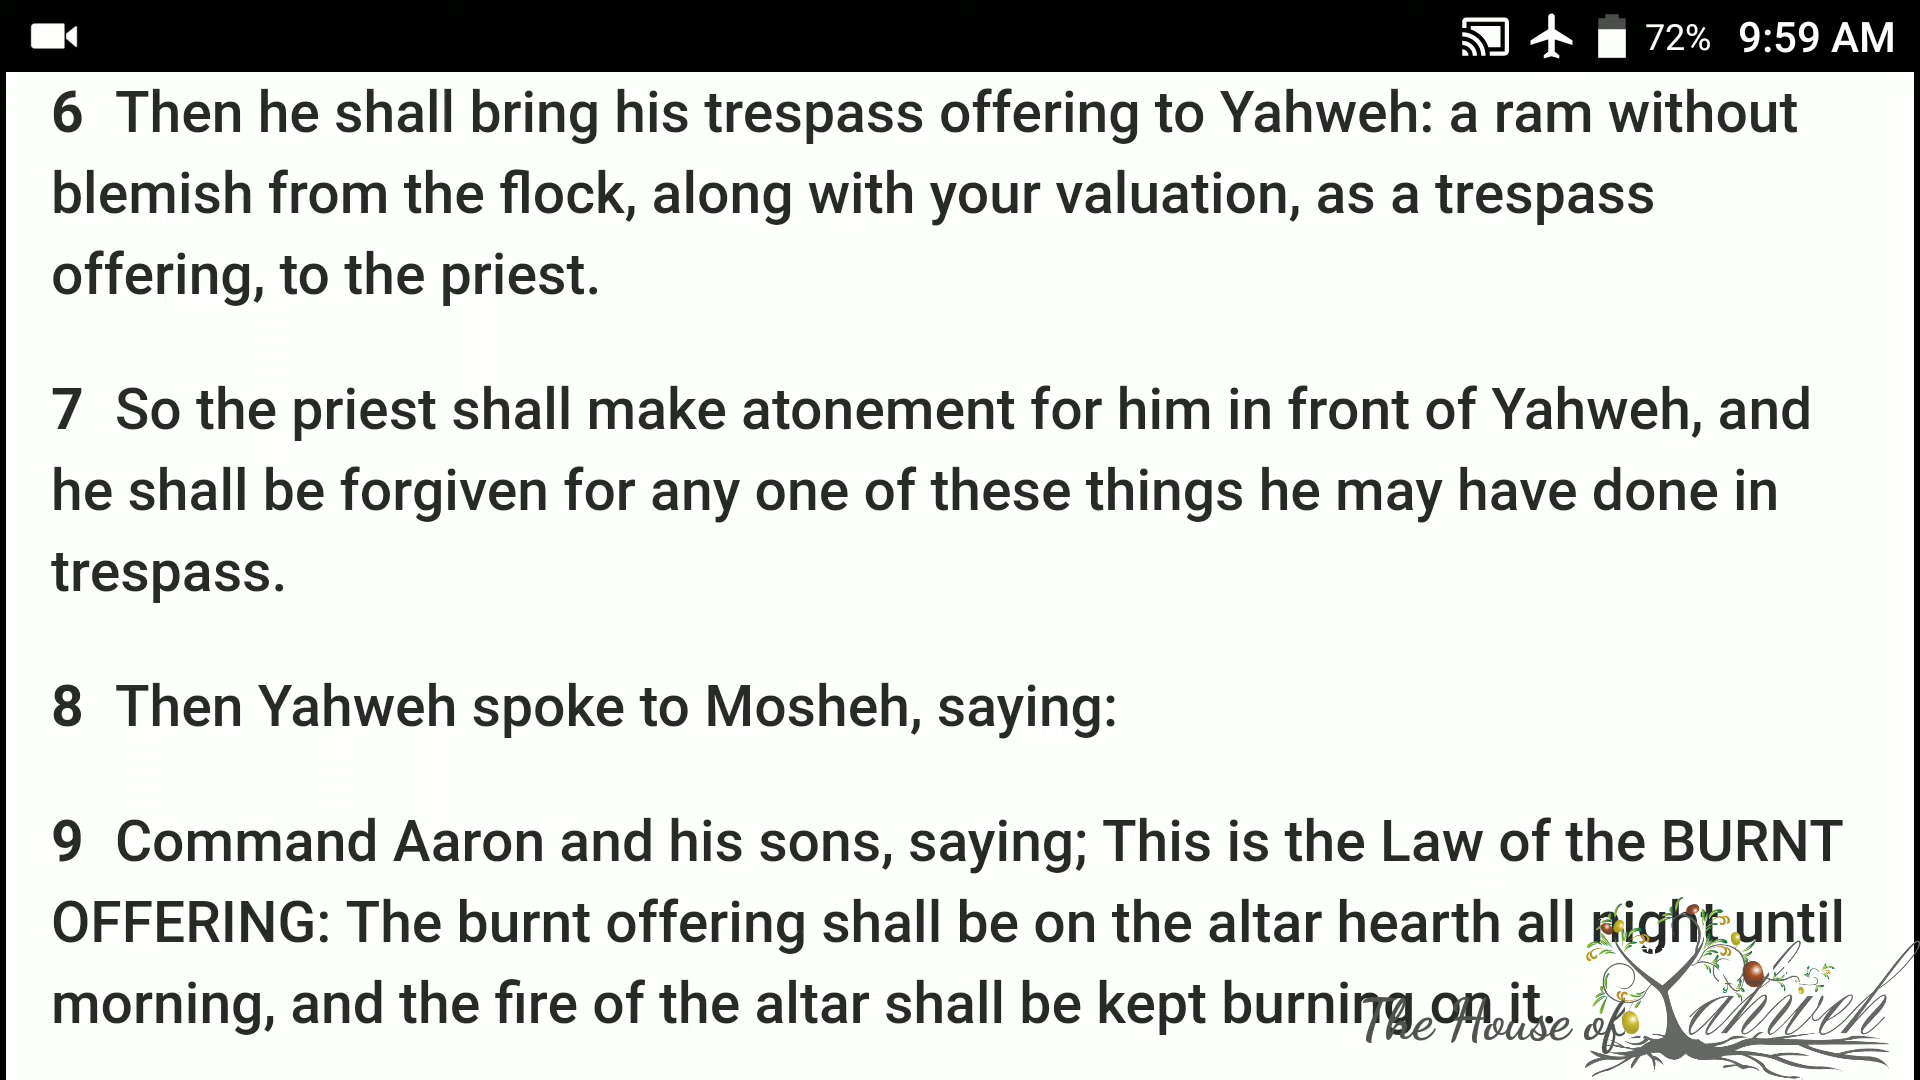 72% 9:59 AM
6 Then he shall bring his trespass offering to Yahweh: a ram without
blemish from the flock, along with your valuation, as a trespass
offering, to the priest.
7 So the priest shall make atonement for him in front of Yahweh, and
he shall be forgiven for any one of these things he may have done in
trespass.
8 Then Yahweh spoke to Mosheh, saying:
9 Command Aaron and his sons, saying; This is the Law of the BURNT
OFFERING: The burnt offering shall be on the altar hearth all night until
morning, and the fire of the altar shall be kept burning on it.
The House of Yahweh